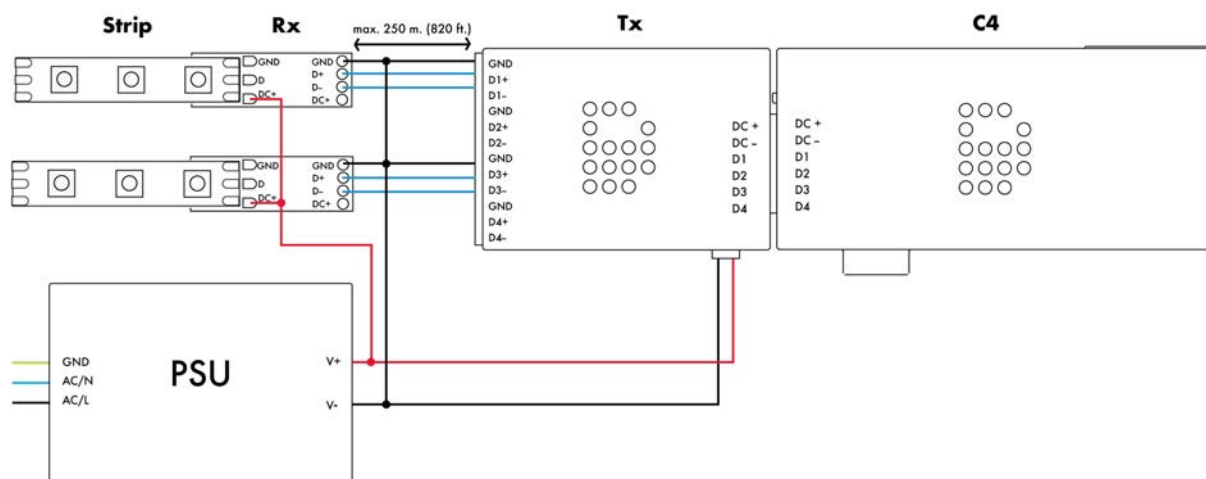 Strip
Rx
max. 250 m. (820 ft.)
Tx
C4
GND
D
DC+
GND
D+
D-
DC+
GND
D
DC+
GND
D+
D-
DC+
GND
D1+
D1-
GND
D2+
D2-
GND
D3+
D3-
GND
D4+
D4-
DC +
DC -
D1
D2
D3
D4
DC +
DC -
D1
D2
D3
D4
GND
AC/N
AC/L
PSU
V+
V-